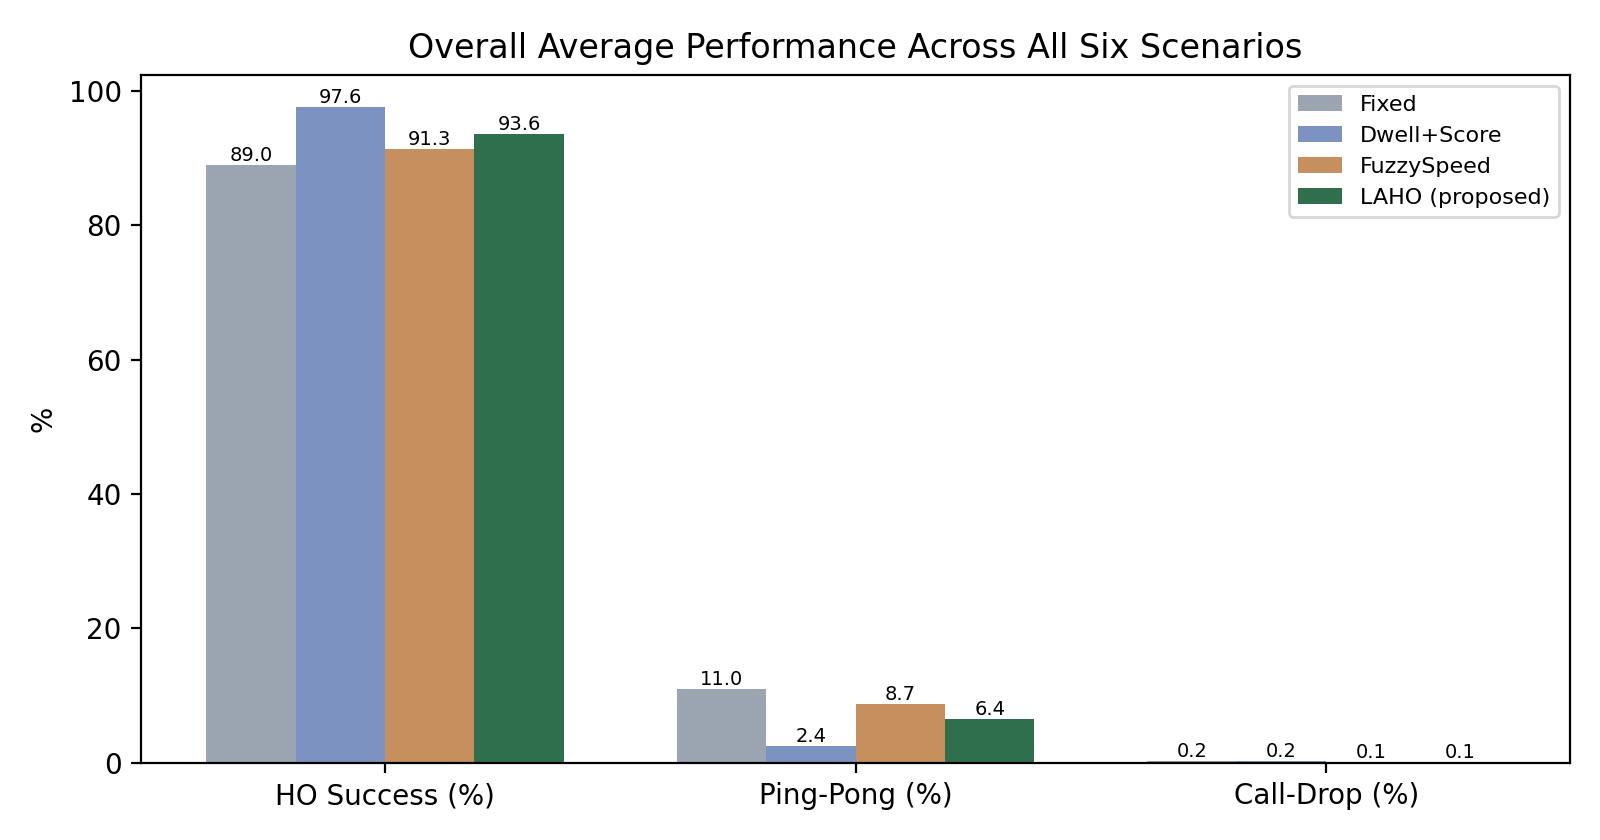 Overall Average Performance Across All Six Scenarios
%
100
80
60
40
20
0
89.0
97.6
91.3
93.6
11.0
2.4
8.7
6.4
0.2
0.2
0.1
0.1
HO Success (%)
Ping-Pong (%)
Call-Drop (%)
Fixed
Dwell+Score
FuzzySpeed
LAHO (proposed)